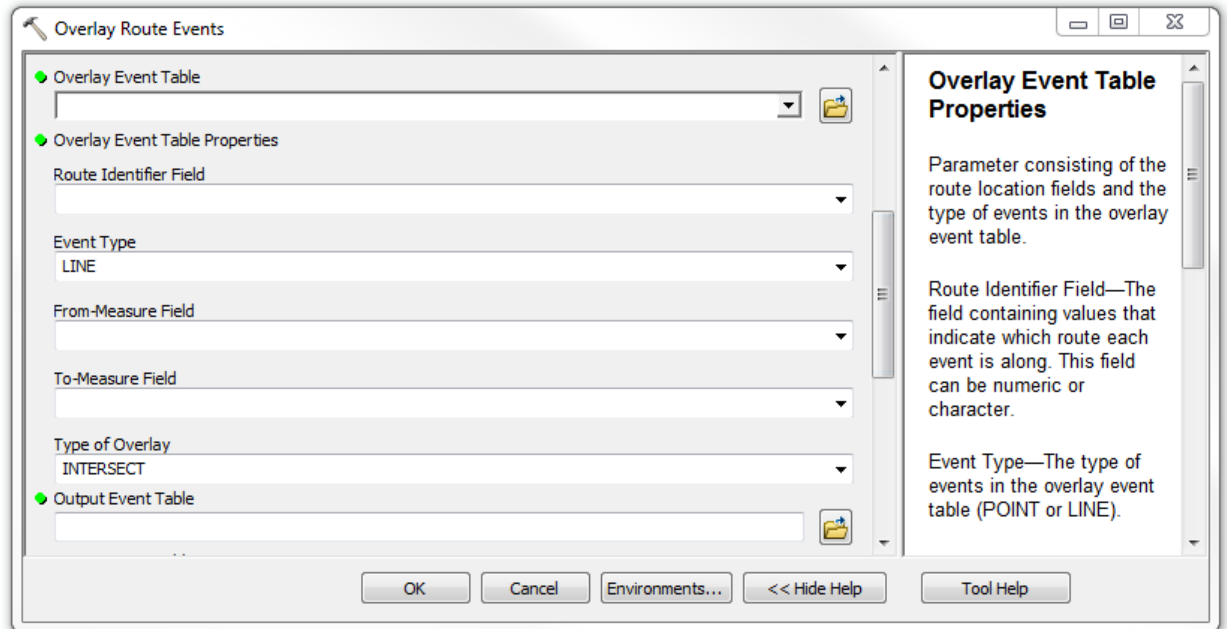 Overlay Route Events
Overlay Event Table
Overlay Event Table Properties
Route Identifier Field
Event Type
LINE
From-Measure Field
To-Measure Field
Type of Overlay
INTERSECT
Output Event Table
Overlay Event Table
Properties
Parameter consisting of the
route location fields and the
type of events in the overlay
event table.
Route Identifier Field—The
field containing values that
indicate which route each
event is along. This field
can be numeric or
character.
Event Type—The type of
events in the overlay event
table (POINT or LINE).
OK
Cancel
Environments...
<< Hide Help
Tool Help